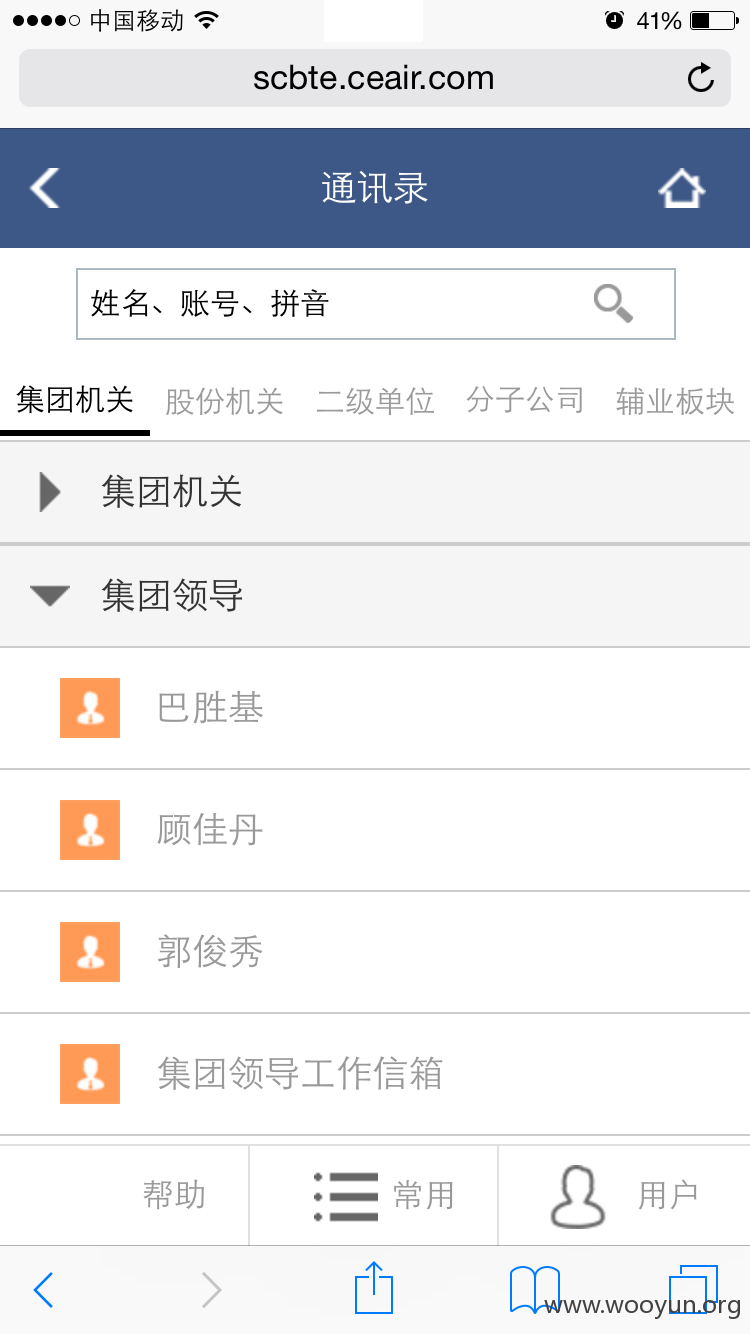 中国移动 41%
scbte.ceair.com
通讯录
姓名、账号、拼音
集团机关 股份机关 二级单位 分子公司 辅业板块
集团机关
集团领导
巴胜基
顾佳丹
郭俊秀
集团领导工作信箱
帮助 常用 用户
www.wooyun.org